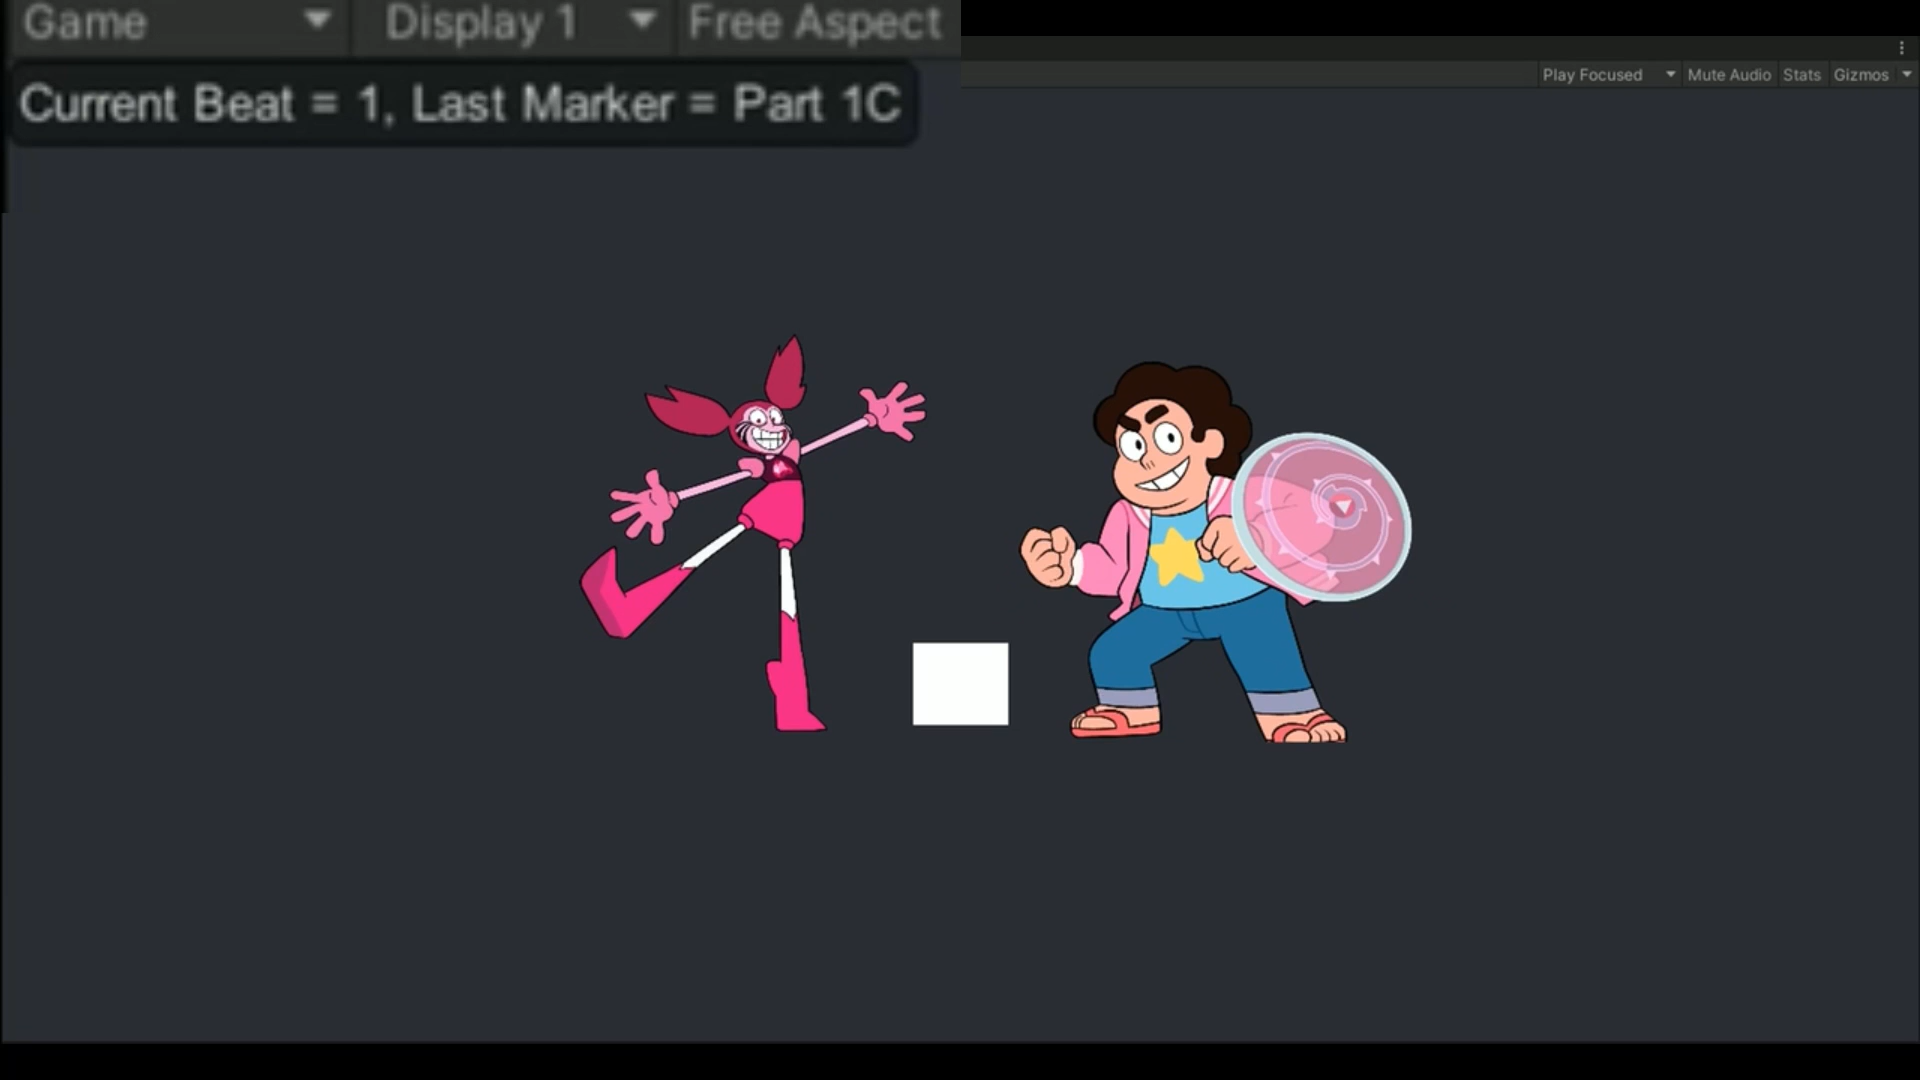 Game Display 1 Free Aspect
Play Focused Mute Audio Stats Gizmos
Current Beat = 1, Last Marker = Part 1C